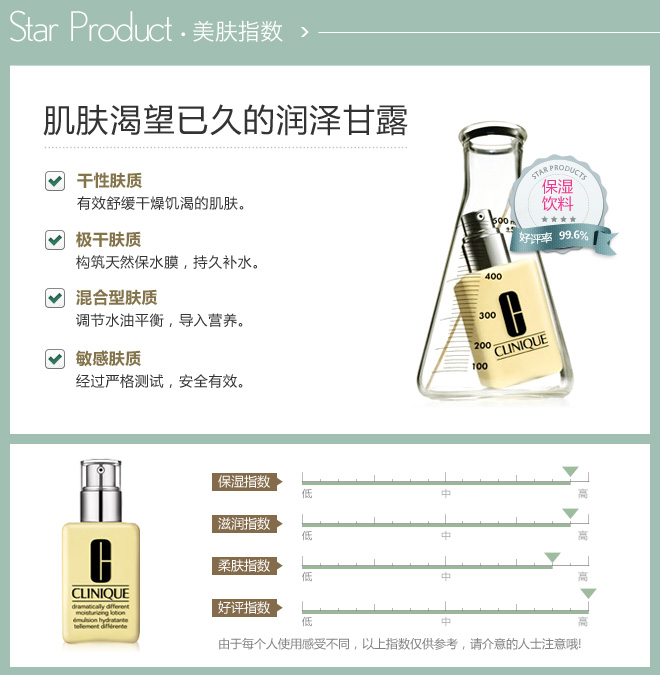 Star Product · 美肤指数 ›
肌肤渴望已久的润泽甘露
干性肤质
有效舒缓干燥饥渴的肌肤。
极干肤质
构筑天然保水膜，持久补水。
混合型肤质
调节水油平衡，导入营养。
敏感肤质
经过严格测试，安全有效。
STAR PRODUCTS
保湿
饮料
★★★★
好评率 99.6%
500 m
400
300
200
100
C
CLINIQUE
C
CLINIQUE
dramatically different
moisturizing lotion
émulsion hydratante
tellement différente
保湿指数
低 中 高
滋润指数
低 中 高
柔肤指数
低 中 高
好评指数
低 中 高
由于每个人使用感受不同，以上指数仅供参考，请介意的人士注意哦!